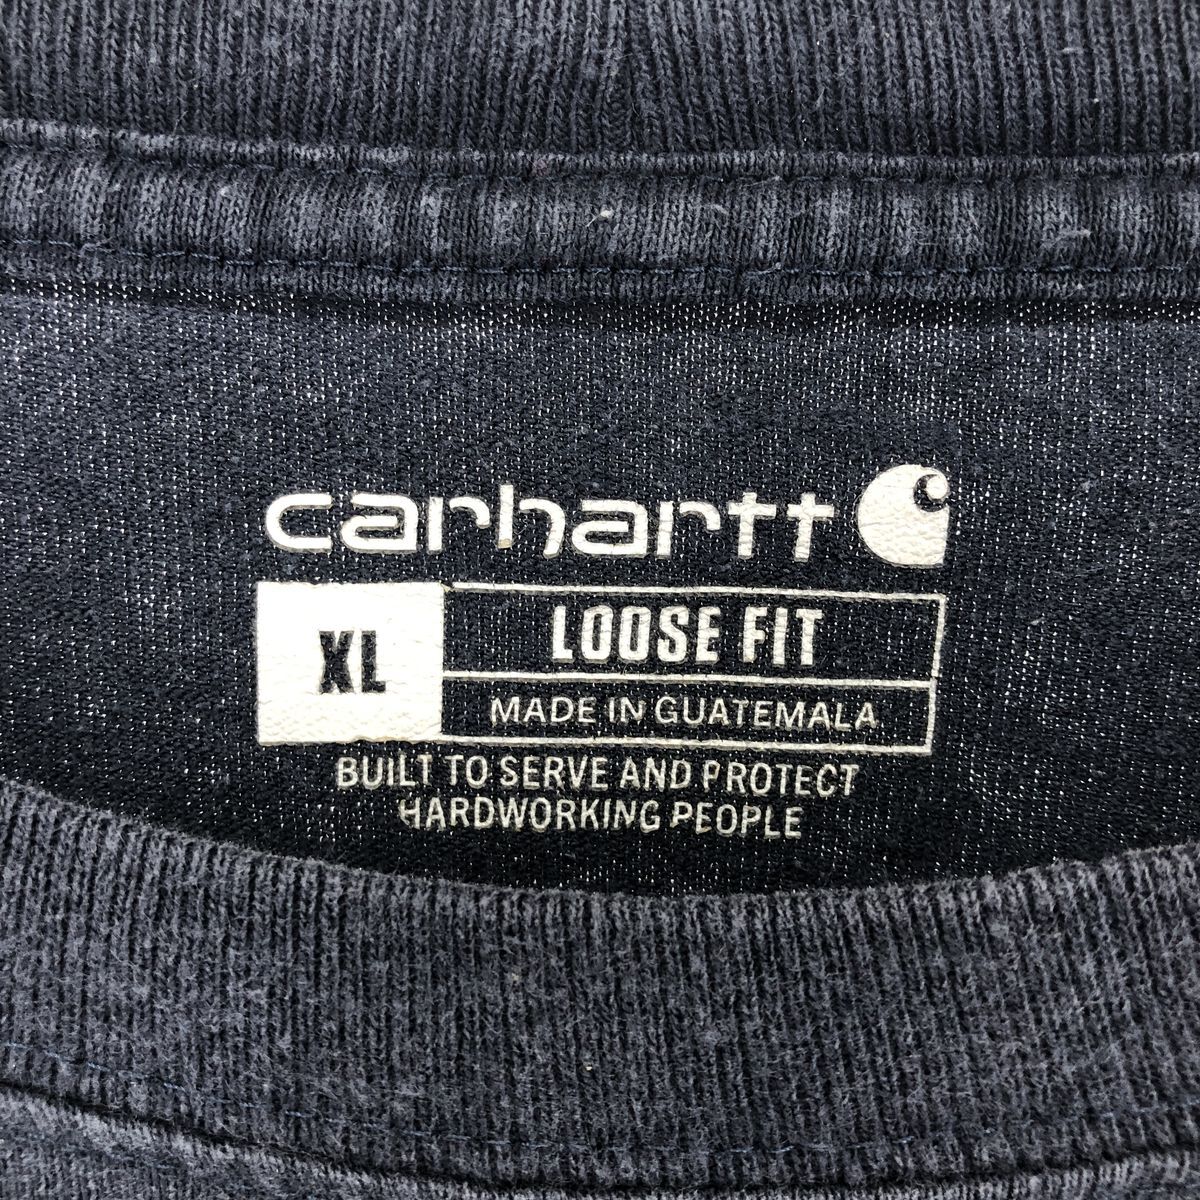 carhartt
XL
LOOSE FIT
MADE IN GUATEMALA
BUILT TO SERVE AND PROTECT
HARDWORKING PEOPLE